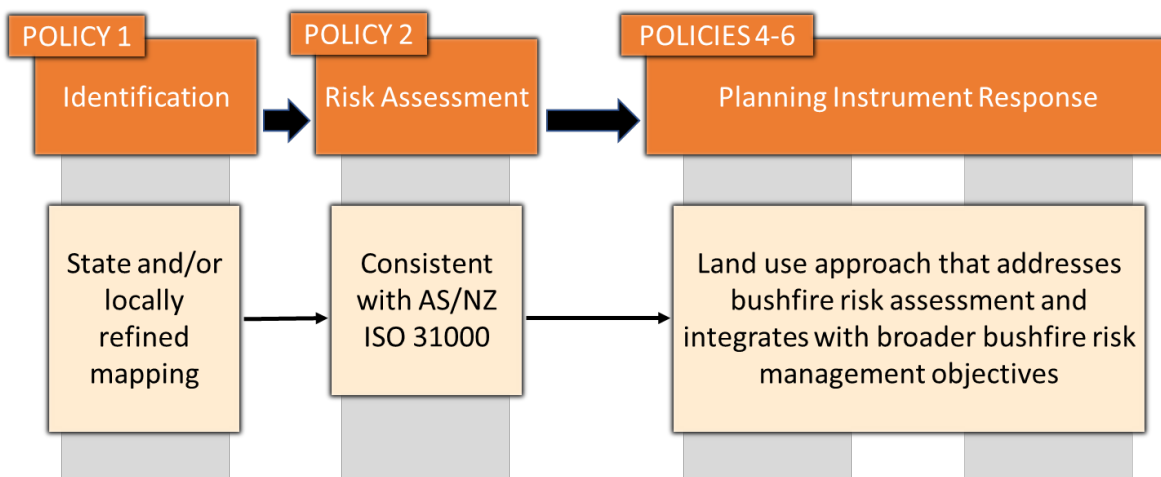 POLICY 1
Identification
POLICY 2
Risk Assessment
POLICIES 4-6
Planning Instrument Response
State and/or
locally
refined
mapping
Consistent
with AS/NZ
ISO 31000
Land use approach that addresses
bushfire risk assessment and
integrates with broader bushfire risk
management objectives